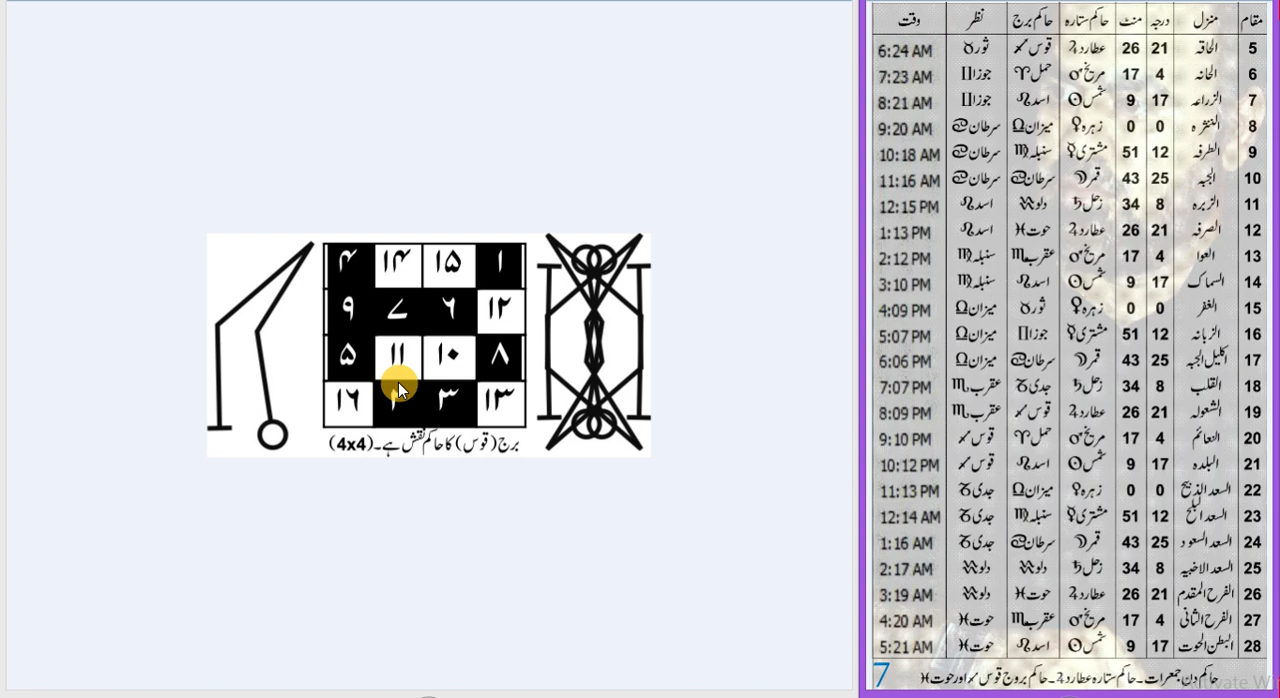 ۴ ۱۴ ۱۵ ۱
۹ ۷ ۶ ۱۲
۵ ۱۱ ۱۰ ۸
۱۶ ۳ ۱۳
برج (قوس) کا حاکم نقش ہے۔ (4x4)
مقام منزل درجہ منٹ حاکم ستارہ حاکم برج نظر وقت
5 الحاقہ 21 26 عطارد♃ قوس♐ ثور♉ 6:24 AM
6 الحانہ 4 17 مریخ♂ حمل♈ جوزا♊ 7:23 AM
7 الزراعہ 17 9 شمس☉ اسد♌ جوزا♊ 8:21 AM
8 النثرہ 0 0 زہرہ♀ میزان♎ سرطان♋ 9:20 AM
9 الطرفہ 12 51 مشتری☿ سنبلہ♍ سرطان♋ 10:18 AM
10 الجبہ 25 43 قمر☽ سرطان♋ سرطان♋ 11:16 AM
11 الزبرہ 8 34 زحل♄ دلو♒ اسد♌ 12:15 PM
12 الصرفہ 21 26 عطارد♃ حوت♓ اسد♌ 1:13 PM
13 العوا 4 17 مریخ♂ عقرب♏ سنبلہ♍ 2:12 PM
14 السماک 17 9 شمس☉ اسد♌ سنبلہ♍ 3:10 PM
15 الغفر 0 0 زہرہ♀ ثور♉ میزان♎ 4:09 PM
16 الزبانہ 12 51 مشتری☿ جوزا♊ میزان♎ 5:07 PM
17 اکلیل الجبہ 25 43 قمر☽ سرطان♋ میزان♎ 6:06 PM
18 القلب 8 34 زحل♄ جدی♑ عقرب♏ 7:07 PM
19 الشعولہ 21 26 عطارد♃ قوس♐ عقرب♏ 8:09 PM
20 النعائم 4 17 مریخ♂ حمل♈ قوس♐ 9:10 PM
21 البلدہ 17 9 شمس☉ اسد♌ قوس♐ 10:12 PM
22 السعد الذبیح 0 0 زہرہ♀ میزان♎ جدی♑ 11:13 PM
23 السعد البلح 12 51 مشتری☿ سنبلہ♍ جدی♑ 12:14 AM
24 السعد السعود 25 43 قمر☽ سرطان♋ جدی♑ 1:16 AM
25 السعد الاخبیہ 8 34 زحل♄ دلو♒ دلو♒ 2:17 AM
26 الفرح المقدم 21 26 عطارد♃ حوت♓ دلو♒ 3:19 AM
27 الفرح الثانی 4 17 مریخ♂ عقرب♏ حوت♓ 4:20 AM
28 البطن الحوت 17 9 شمس☉ اسد♌ حوت♓ 5:21 AM
حاکم دن جمعرات۔ حاکم ستارہ عطارد♃۔ حاکم بروج قوس♐ اور حوت♓ 7